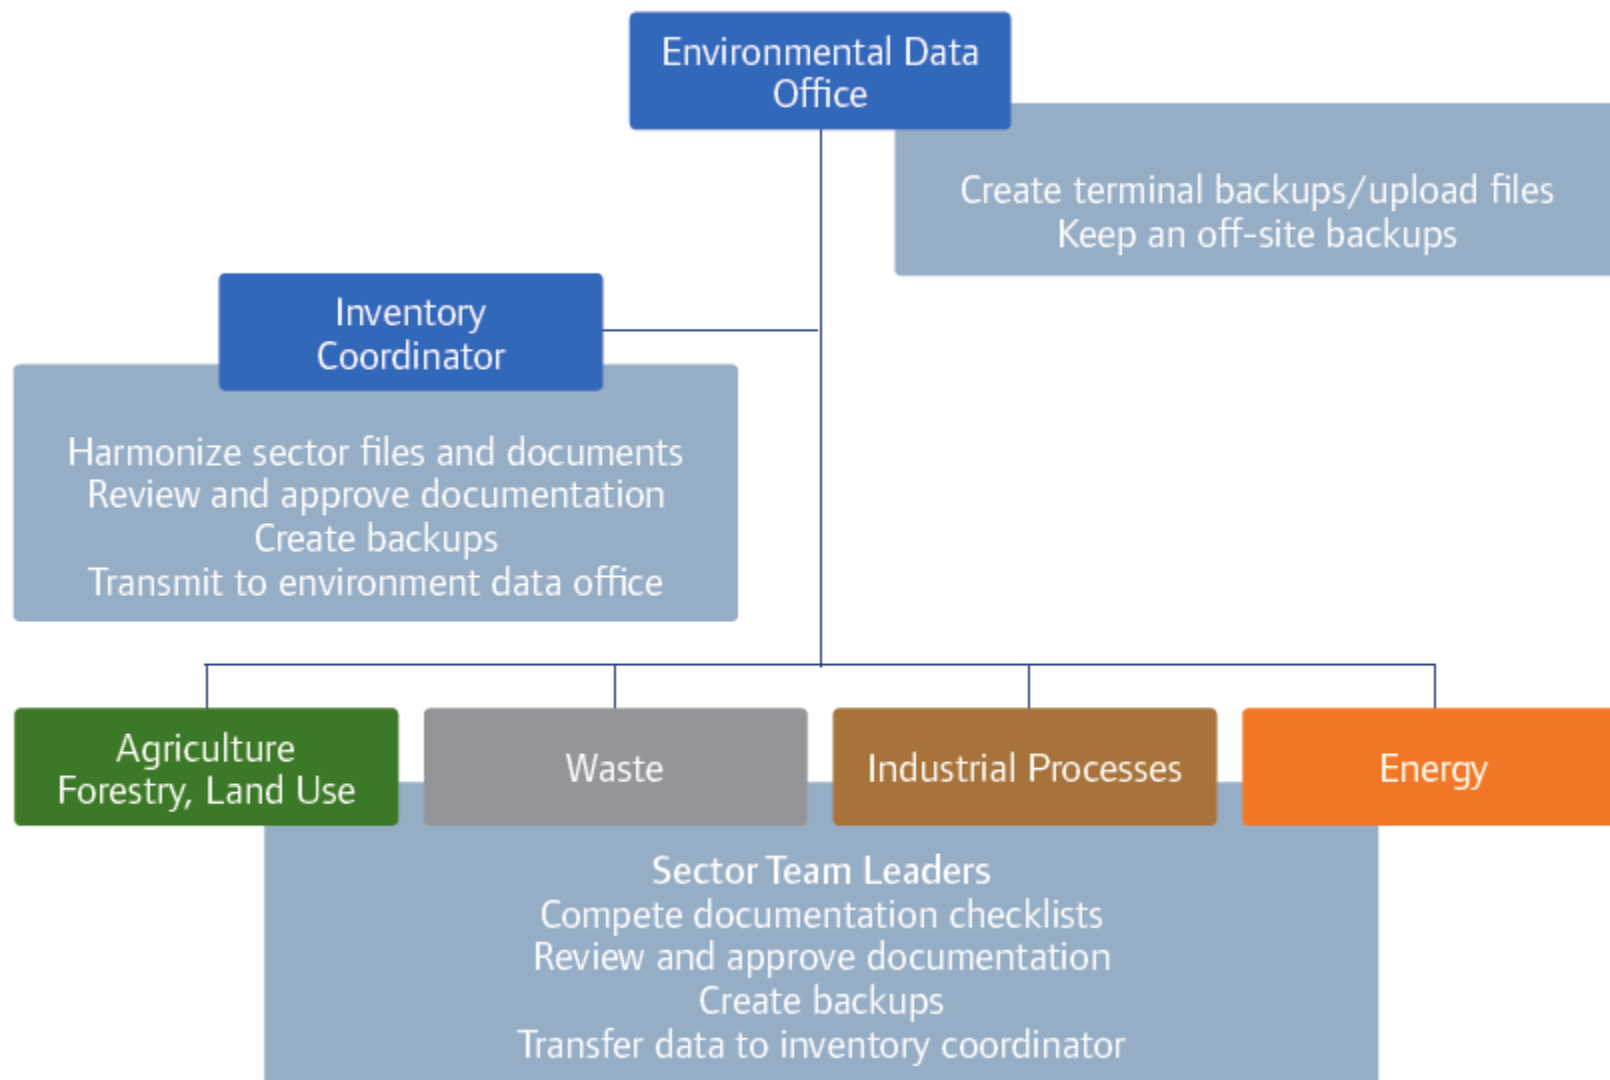 Environmental Data
Office
Create terminal backups/upload files
Keep an off-site backups
Inventory
Coordinator
Harmonize sector files and documents
Review and approve documentation
Create backups
Transmit to environment data office
Agriculture
Forestry, Land Use
Waste
Industrial Processes
Energy
Sector Team Leaders
Compete documentation checklists
Review and approve documentation
Create backups
Transfer data to inventory coordinator